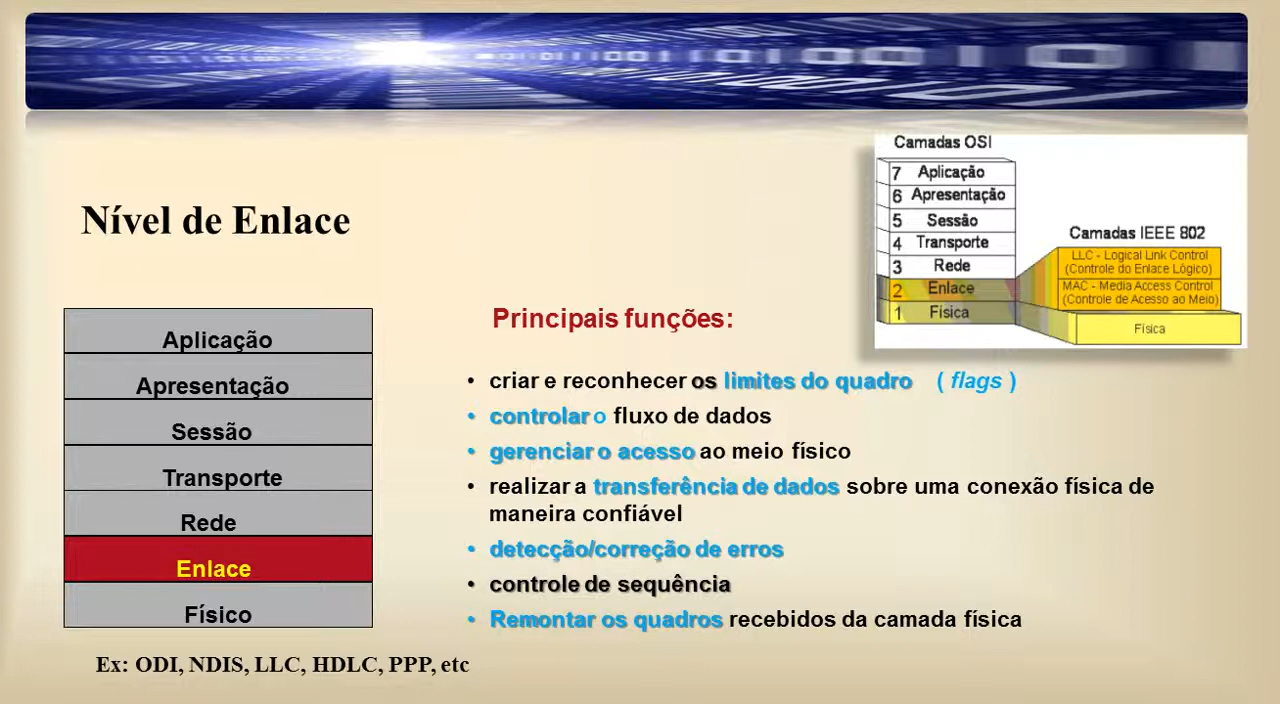 Camadas OSI
7 Aplicação
6 Apresentação
5 Sessão
4 Transporte
3 Rede
2 Enlace
1 Física
Camadas IEEE 802
LLC - Logical Link Control
(Controle do Enlace Lógico)
MAC - Media Access Control
(Controle de Acesso ao Meio)
Física
Nível de Enlace
Aplicação
Apresentação
Sessão
Transporte
Rede
Enlace
Físico
Ex: ODI, NDIS, LLC, HDLC, PPP, etc
Principais funções:
• criar e reconhecer os limites do quadro ( flags )
• controlar o fluxo de dados
• gerenciar o acesso ao meio físico
• realizar a transferência de dados sobre uma conexão física de
maneira confiável
• detecção/correção de erros
• controle de sequência
• Remontar os quadros recebidos da camada física